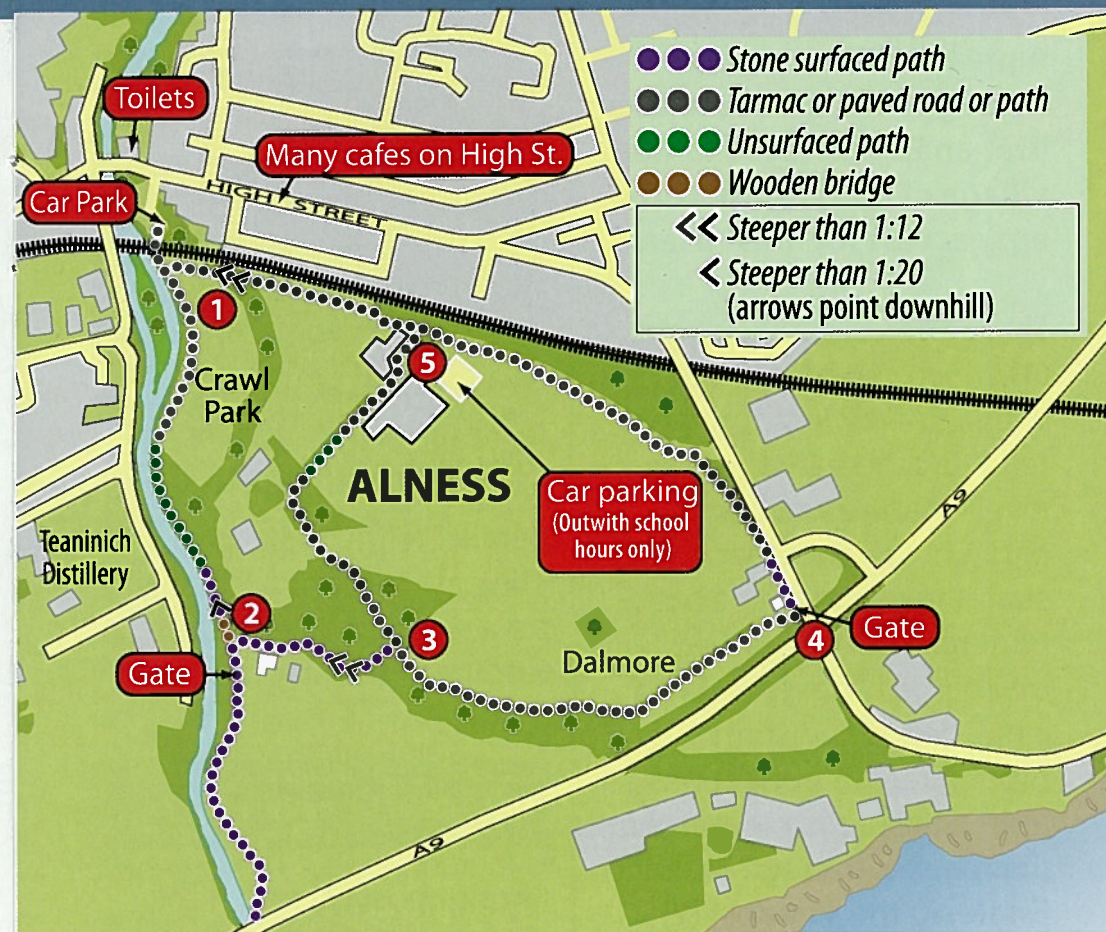 Toilets
Many cafes on High St.
Car Park
HIGH STREET
Stone surfaced path
Tarmac or paved road or path
Unsurfaced path
Wooden bridge
<< Steeper than 1:12
< Steeper than 1:20
(arrows point downhill)
1
5
Crawl
Park
ALNESS
Car parking
(Outwith school
hours only)
A9
Teaninich
Distillery
2
3
Gate
Dalmore
4
Gate
A9